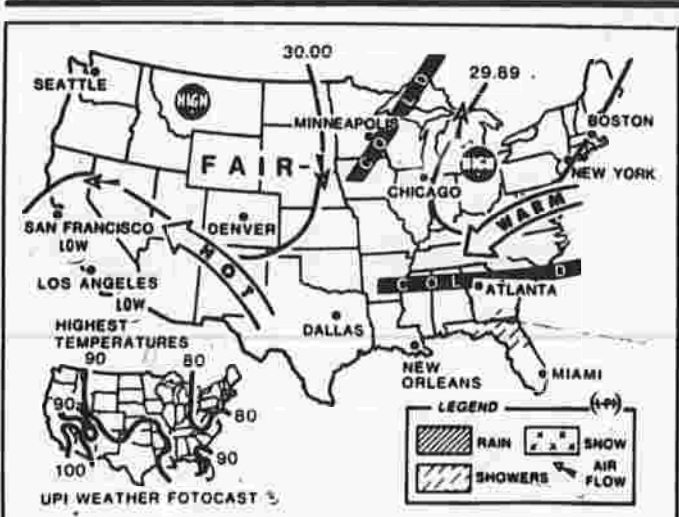 30.00
29.89
SEATTLE
HIGH
MINNEAPOLIS
COLD
BOSTON
FAIR
CHICAGO
NEW YORK
WARM
SAN FRANCISCO
LOW
DENVER
HOT
LOS ANGELES
LOW
COLD
ATLANTA
HIGHEST
TEMPERATURES
DALLAS
NEW
ORLEANS
MIAMI
90
80
90
80
100
90
LEGEND
UPI
RAIN
SNOW
SHOWERS
AIR
FLOW
UPI WEATHER FOTOCAST